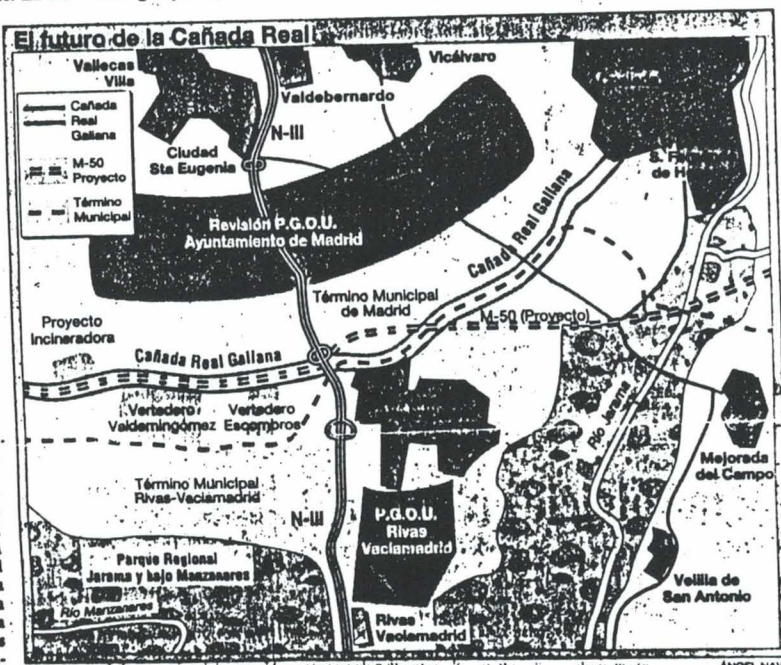 El futuro de la Cañada Real
Vallecas
Villa
Vicálvaro
Valdebernardo
Cañada
Real
Galiana
M-50
Proyecto
Término
Municipal
N-III
Ciudad
Sta Eugenia
S.
de H
Revisión P.G.O.U.
Ayuntamiento de Madrid
Cañada Real Galiana
Término Municipal
de Madrid
M-50 (Proyecto)
Proyecto
Incineradora
Cañada Real Galiana
Vertedero
Valdemingómez
Vertedero
Escombros
Río Jarama
Mejorada
del Campo
Término Municipal
Rivas-Vaciamadrid
N-III
P.G.O.U.
Rivas
Vaciamadrid
Parque Regional
Jarama y bajo Manzanares
Río Manzanares
Velilla de
San Antonio
Rivas
Vaciamadrid